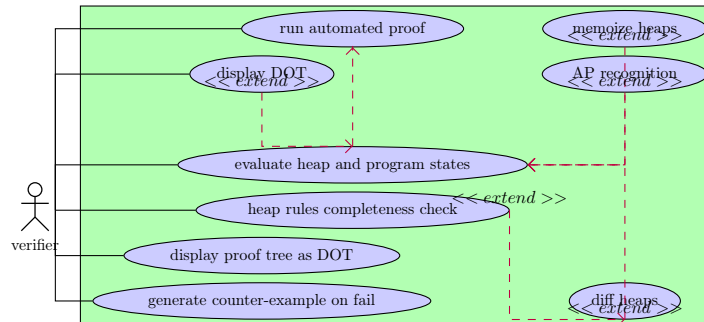 run automated proof
memoize heaps
<< extend >>
display DOT
<< extend >>
AP recognition
<< extend >>
evaluate heap and program states
<< extend >>
heap rules completeness check
verifier
display proof tree as DOT
generate counter-example on fail
diff heaps
<< extend >>